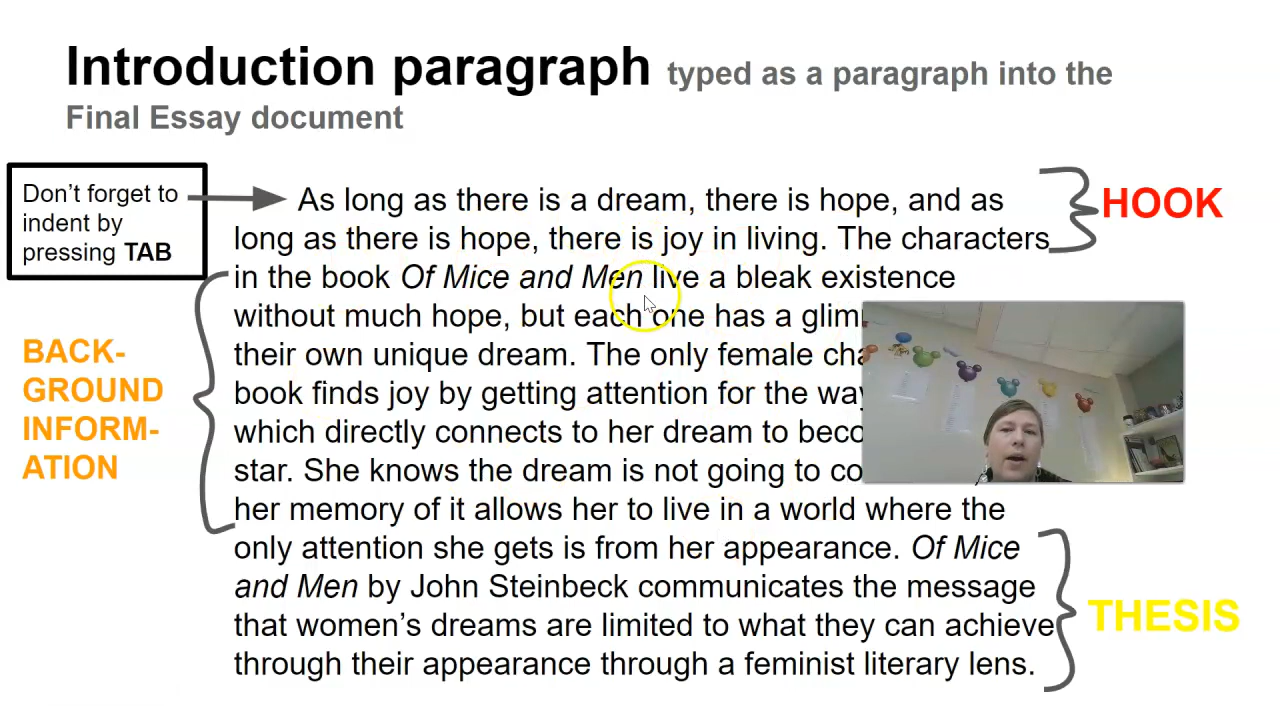 Introduction paragraph typed as a paragraph into the
Final Essay document
Don't forget to
indent by
pressing TAB
As long as there is a dream, there is hope, and as
long as there is hope, there is joy in living. The characters
in the book Of Mice and Men live a bleak existence
without much hope, but each one has a
their own unique dream. The only female
book finds joy by getting attention for the
which directly connects to her dream to
star. She knows the dream is not going to
her memory of it allows her to live in a world where the
only attention she gets is from her appearance. Of Mice
and Men by John Steinbeck communicates the message
that women's dreams are limited to what they can achieve
through their appearance through a feminist literary lens.
HOOK
BACK-
GROUND
INFORM-
ATION
THESIS